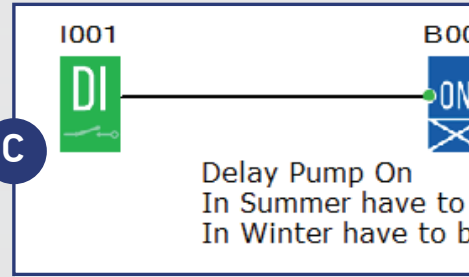 I001
DI
C
Delay Pump On
In Summer have to
In Winter have to